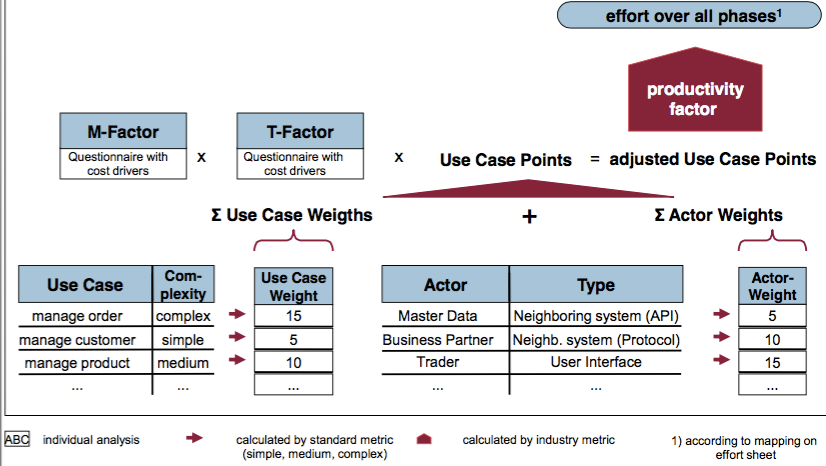 effort over all phases¹
productivity
factor
M-Factor
Questionnaire with
cost drivers
x
T-Factor
Questionnaire with
cost drivers
x
Use Case Points = adjusted Use Case Points
Σ Use Case Weigths + Σ Actor Weights
Use Case
Com-
plexity
Use Case
Weight
Actor
Type
Actor-
Weight
manage order complex 15 Master Data Neighboring system (API) 5
manage customer simple 5 Business Partner Neighb. system (Protocol) 10
manage product medium 10 Trader User Interface 15
... ... ... ... ... ...
ABC individual analysis
calculated by standard metric
(simple, medium, complex)
calculated by industry metric
1) according to mapping on
effort sheet